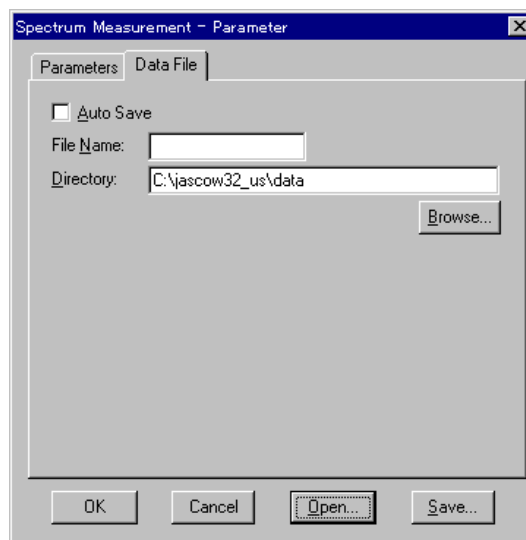 Spectrum Measurement - Parameter
Parameters Data File
Auto Save
File Name:
Directory: C:\jascow32_us\data
Browse...
OK Cancel Open... Save...